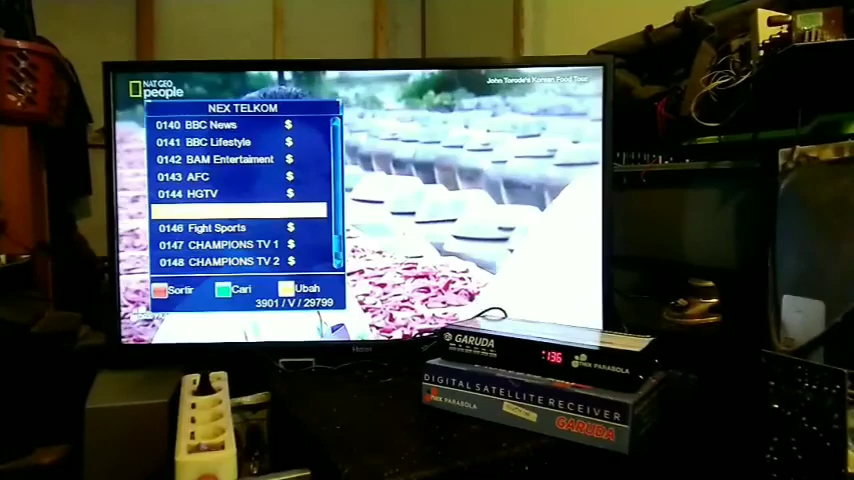 NAT GEO
people
John Torode's Korean Food Tour
NEX TELKOM
0140 BBC News $
0141 BBC Lifestyle $
0142 BAM Entertainment $
0143 AFC $
0144 HGTV $
0146 Fight Sports $
0147 CHAMPIONS TV 1 $
0148 CHAMPIONS TV 2 $
Sortir
Cari
Ubah
3901 / V / 29799
Haier
GARUDA
136
nex PARABOLA
DIGITAL SATELLITE RECEIVER
nex PARABOLA
GARUDA